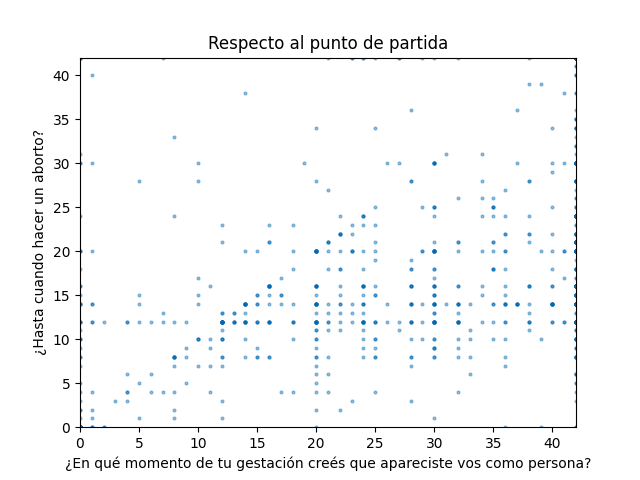 Respecto al punto de partida
¿Hasta cuando hacer un aborto?
40
35
30
25
20
15
10
5
0
0 5 10 15 20 25 30 35 40
¿En qué momento de tu gestación creés que apareciste vos como persona?